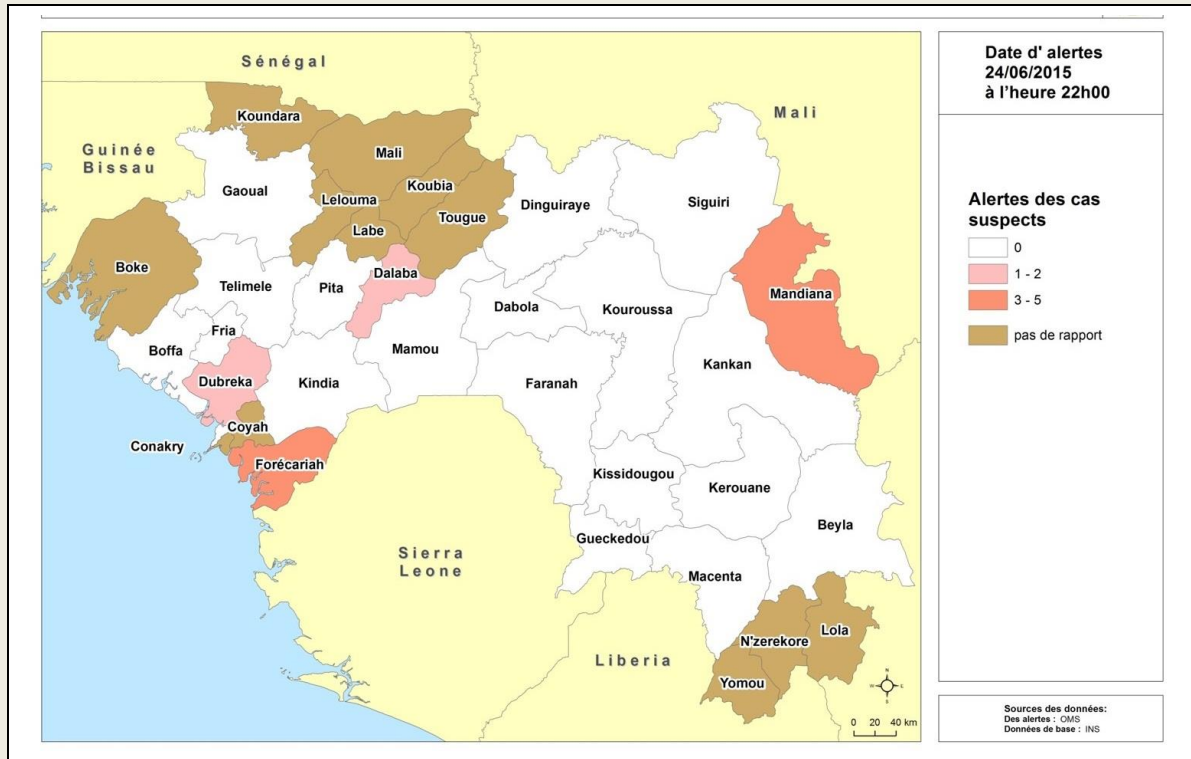 Sénégal
Koundara
Mali
Guinée
Bissau
Mali
Gaoual
Koubia
Lelouma
Dinguiraye
Siguiri
Tougue
Labe
Boke
Dalaba
Telimele
Pita
Mandiana
Dabola
Kouroussa
Fria
Boffa
Mamou
Kankan
Dubreka
Kindia
Faranah
Coyah
Conakry
Forécariah
Kissidougou
Kerouane
Beyla
Gueckedou
Sierra
Leone
Macenta
Lola
N'zerekore
Liberia
Yomou
N
W E
S
0 20 40 km
Date d' alertes
24/06/2015
à l'heure 22h00
Alertes des cas
suspects
0
1 - 2
3 - 5
pas de rapport
Sources des données:
Des alertes : OMS
Données de base : INS